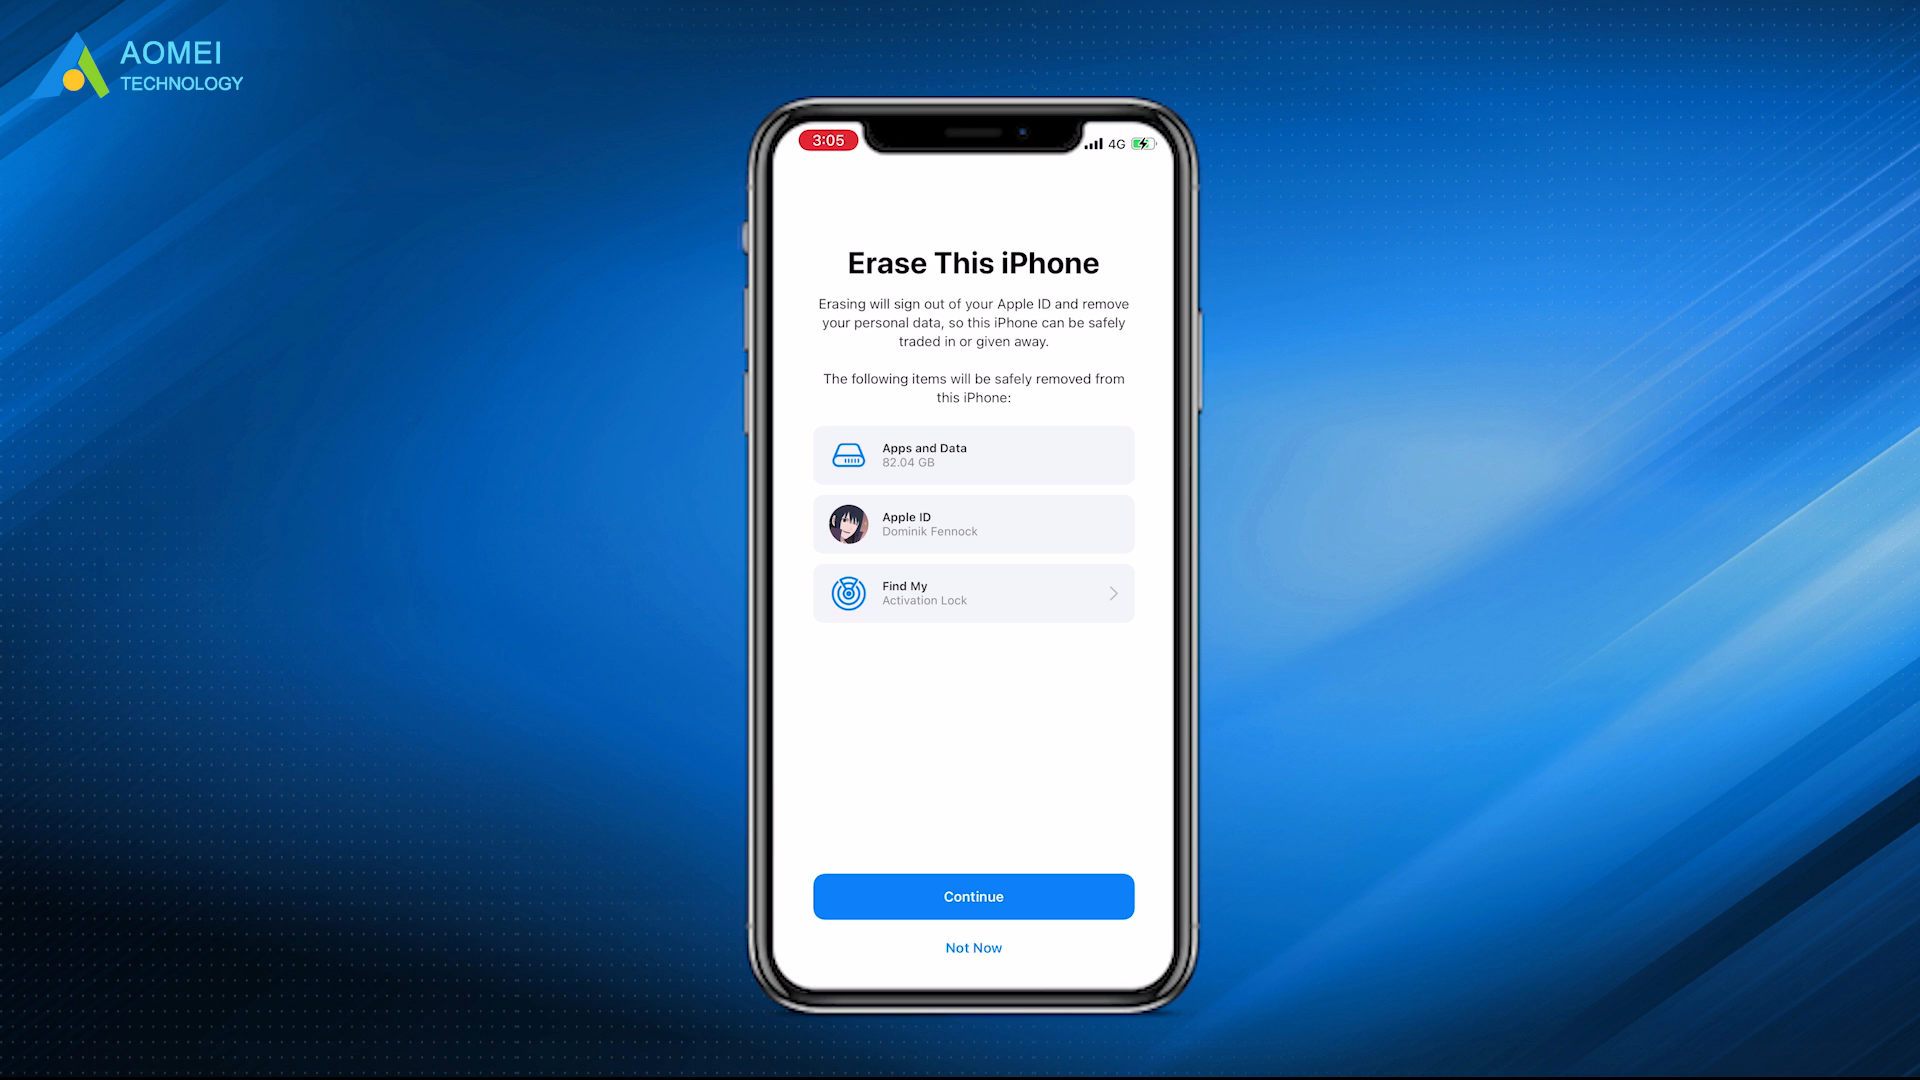 AOMEI
TECHNOLOGY
3:05
4G
Erase This iPhone
Erasing will sign out of your Apple ID and remove
your personal data, so this iPhone can be safely
traded in or given away.
The following items will be safely removed from
this iPhone:
Apps and Data
82.04 GB
Apple ID
Dominik Fennock
Find My
Activation Lock
Continue
Not Now